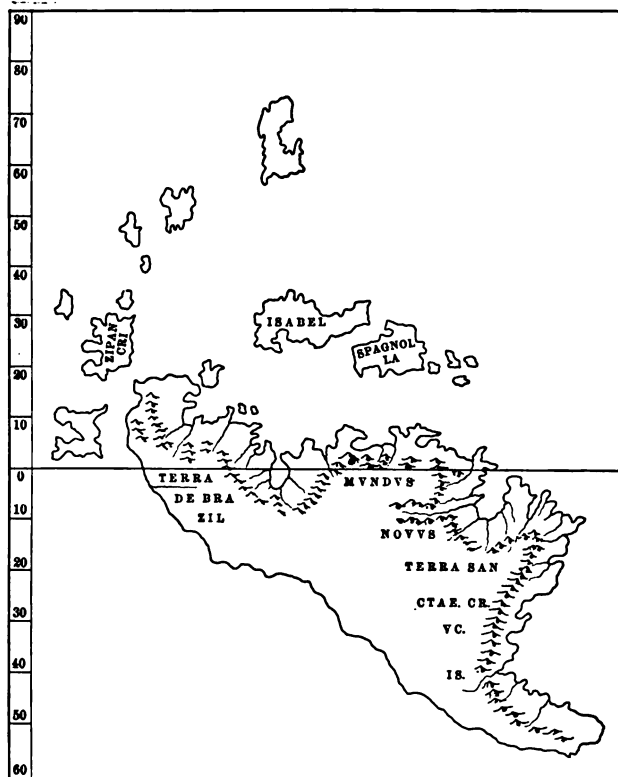 90
80
70
60
50
40
30
20
10
0
10
20
30
40
50
60
ISABEL
ZIPAN
CRI
SPAGNOL
LA
TERRA
DE BRA
ZIL
MVNDVS
NOVVS
TERRA SAN
CTAE. CR.
VC.
IS.